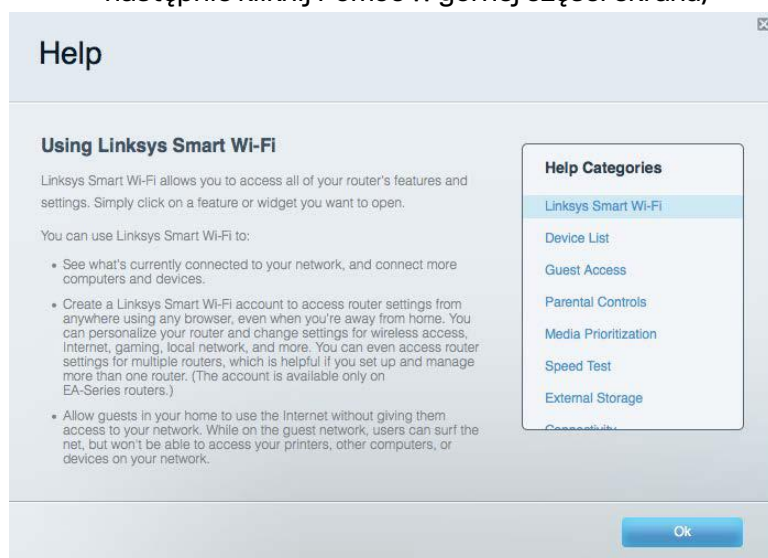 następnie kliknij Pomoc w górnej części ekranu)
Help
Using Linksys Smart Wi-Fi
Linksys Smart Wi-Fi allows you to access all of your router's features and
settings. Simply click on a feature or widget you want to open.
You can use Linksys Smart Wi-Fi to:
• See what's currently connected to your network, and connect more
computers and devices.
• Create a Linksys Smart Wi-Fi account to access router settings from
anywhere using any browser, even when you're away from home. You
can personalize your router and change settings for wireless access,
Internet, gaming, local network, and more. You can even access router
settings for multiple routers, which is helpful if you set up and manage
more than one router. (The account is available only on
EA-Series routers.)
• Allow guests in your home to use the Internet without giving them
access to your network. While on the guest network, users can surf the
net, but won't be able to access your printers, other computers, or
devices on your network.
Help Categories
Linksys Smart Wi-Fi
Device List
Guest Access
Parental Controls
Media Prioritization
Speed Test
External Storage
Connectivity
Ok